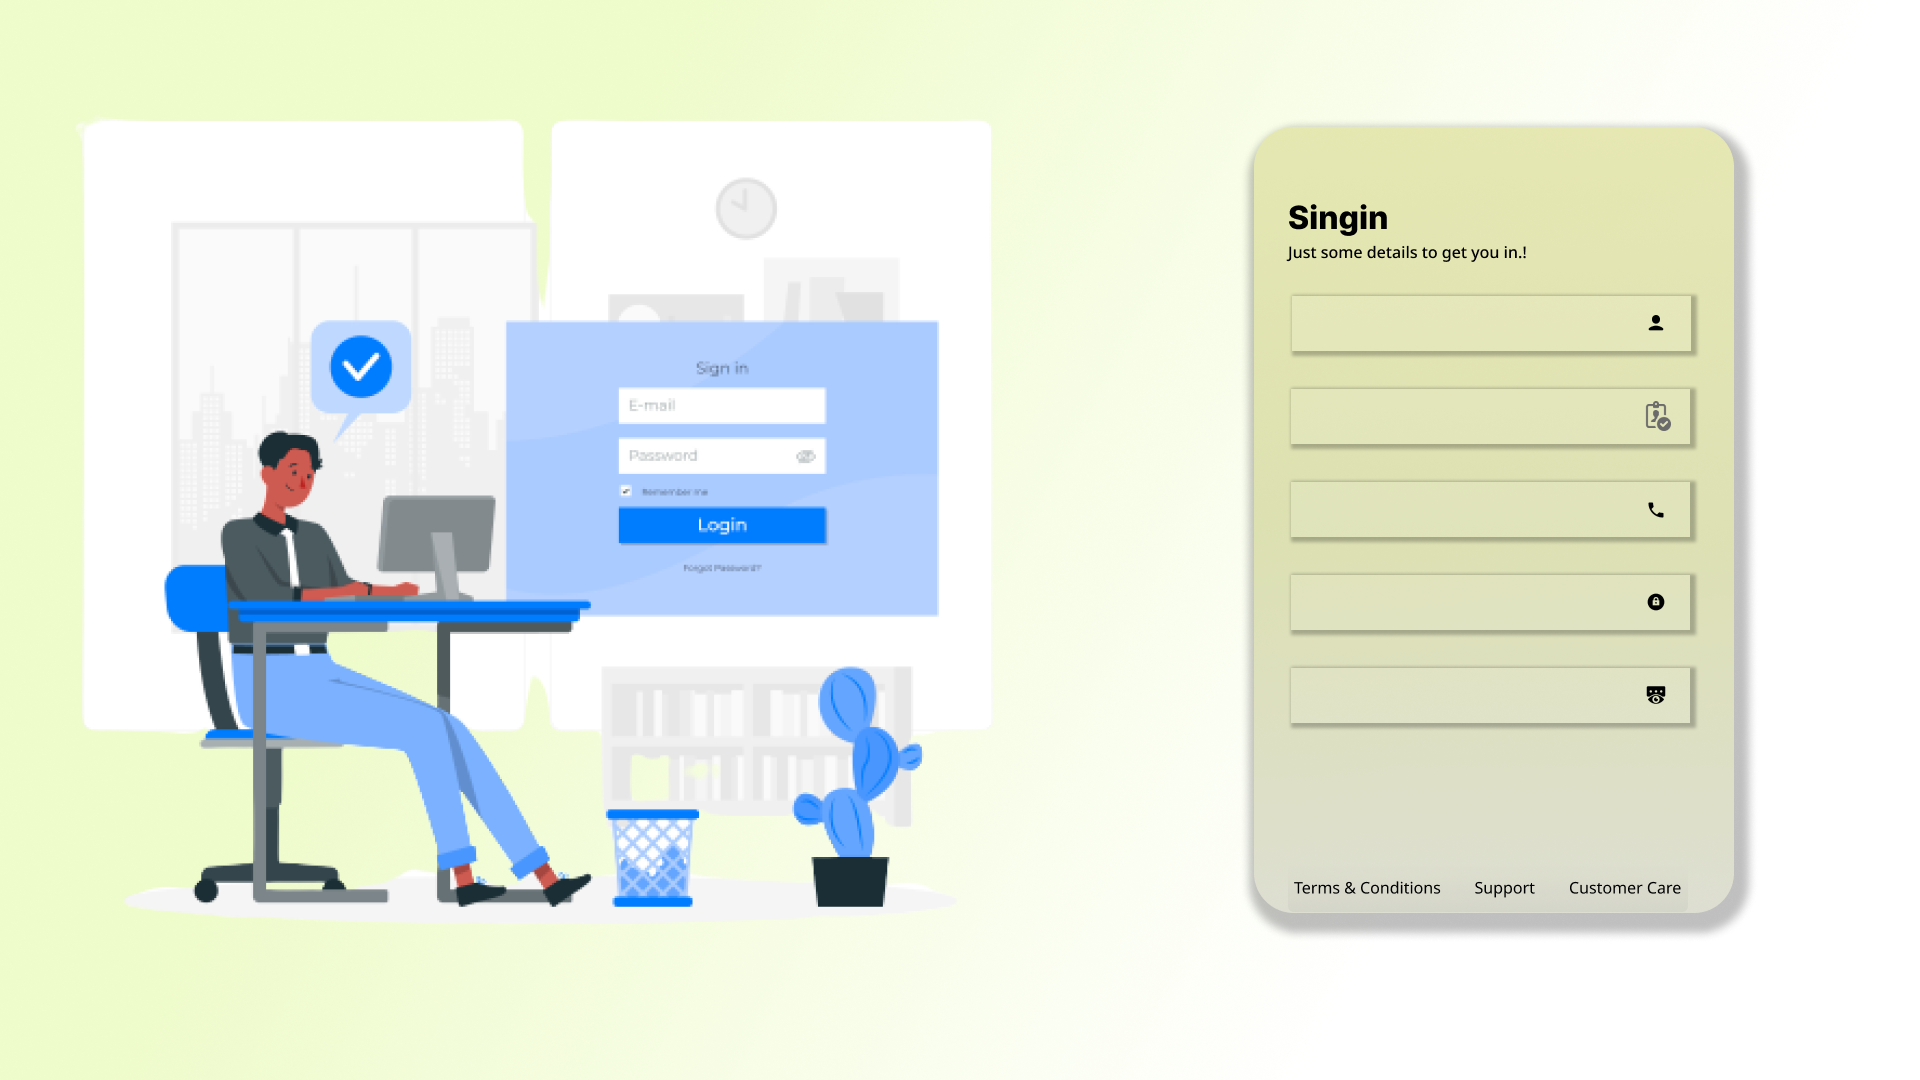 Sign in
E-mail
Password
Remember me
Login
Forgot Password?
Singin
Just some details to get you in.!
Terms & Conditions Support Customer Care